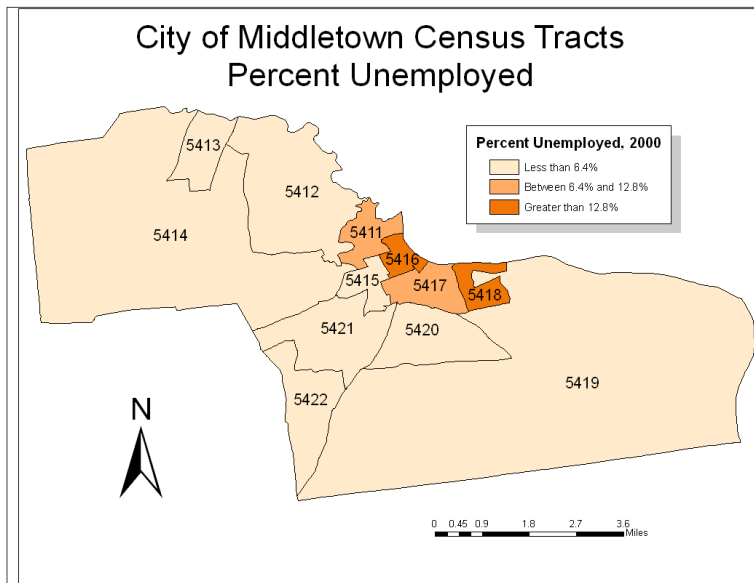 City of Middletown Census Tracts
Percent Unemployed
Percent Unemployed, 2000
Less than 6.4%
Between 6.4% and 12.8%
Greater than 12.8%
5413
5412
5414
5411
5416
5415
5417
5418
5421
5420
5419
5422
N
0 0.45 0.9 1.8 2.7 3.6
Miles